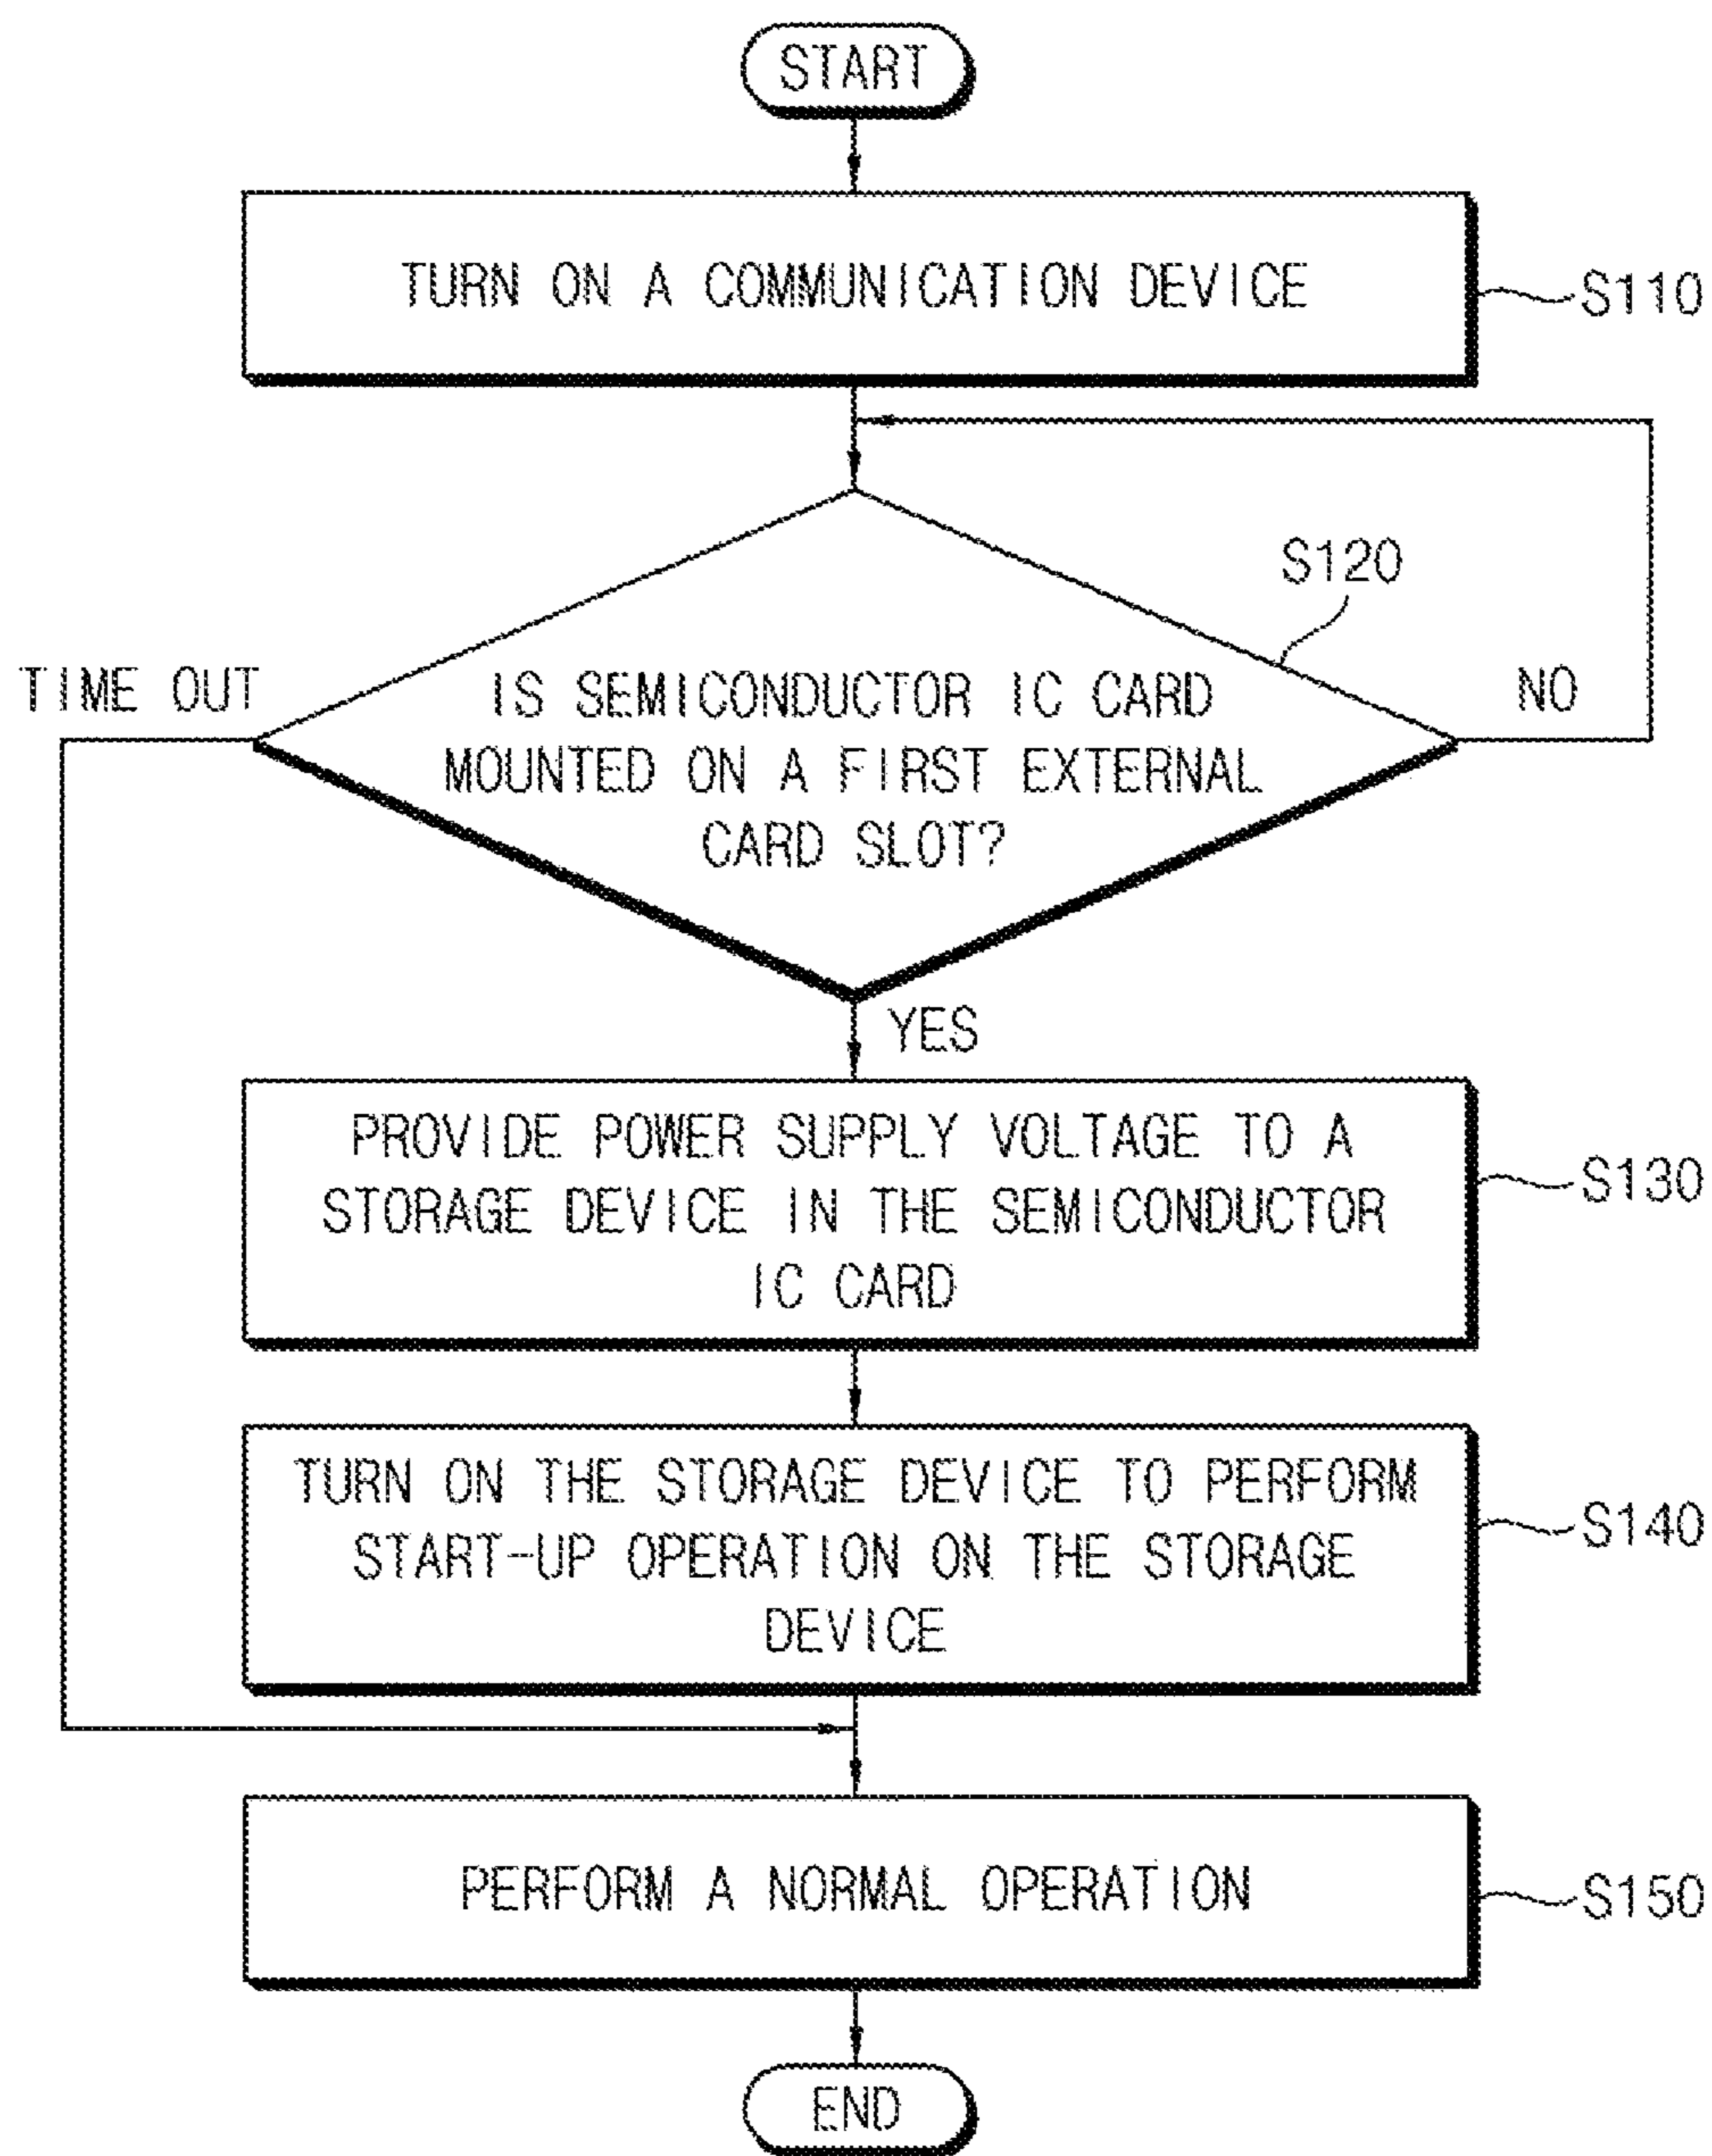 START
TURN ON A COMMUNICATION DEVICE
S110
S120
TIME OUT
NO
IS SEMICONDUCTOR IC CARD
MOUNTED ON A FIRST EXTERNAL
CARD SLOT?
YES
PROVIDE POWER SUPPLY VOLTAGE TO A
STORAGE DEVICE IN THE SEMICONDUCTOR
IC CARD
S130
TURN ON THE STORAGE DEVICE TO PERFORM
START-UP OPERATION ON THE STORAGE
DEVICE
S140
PERFORM A NORMAL OPERATION
S150
END